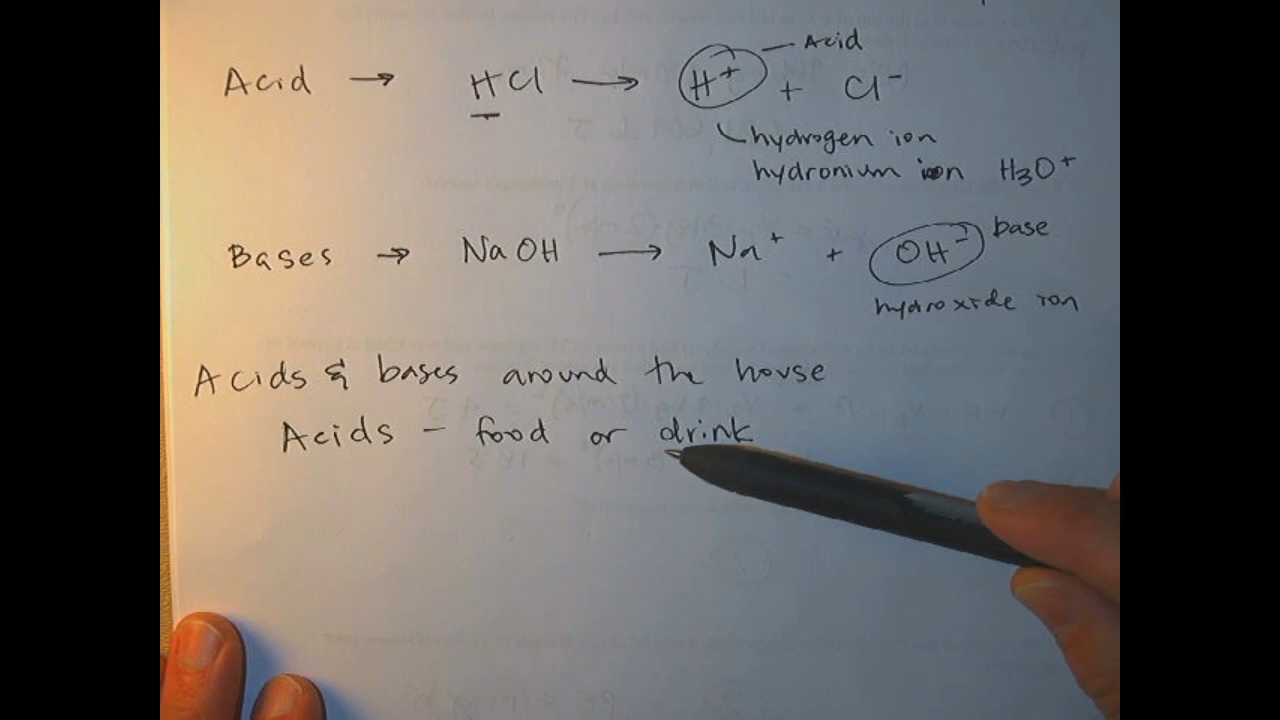 Acid → HCl → H+ + Cl- — Acid
hydrogen ion
hydronium ion H3O+
Bases → NaOH → Na+ + OH- base
hydroxide ion
Acids & bases around the house
Acids - food or drink